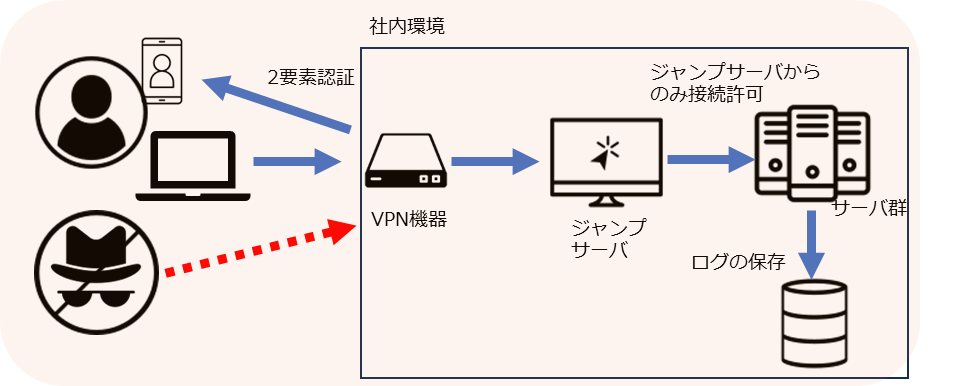 社内環境
2要素認証
ジャンプサーバから
のみ接続許可
VPN機器
ジャンプ
サーバ
サーバ群
ログの保存